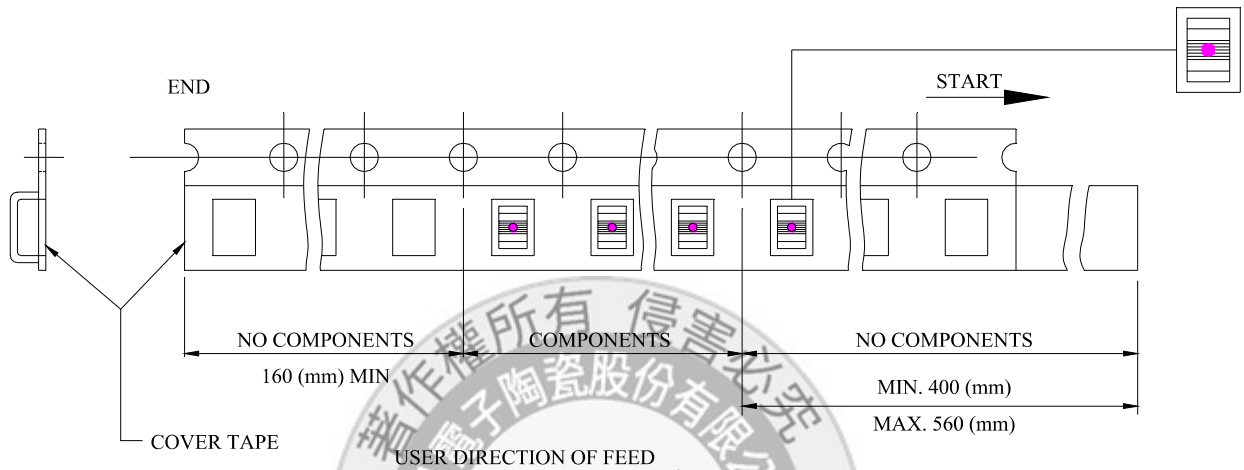 END
START
NO COMPONENTS
COMPONENTS
NO COMPONENTS
160 (mm) MIN
MIN. 400 (mm)
MAX. 560 (mm)
COVER TAPE
USER DIRECTION OF FEED
著作權所有 侵害必究
電子陶瓷股份有限公